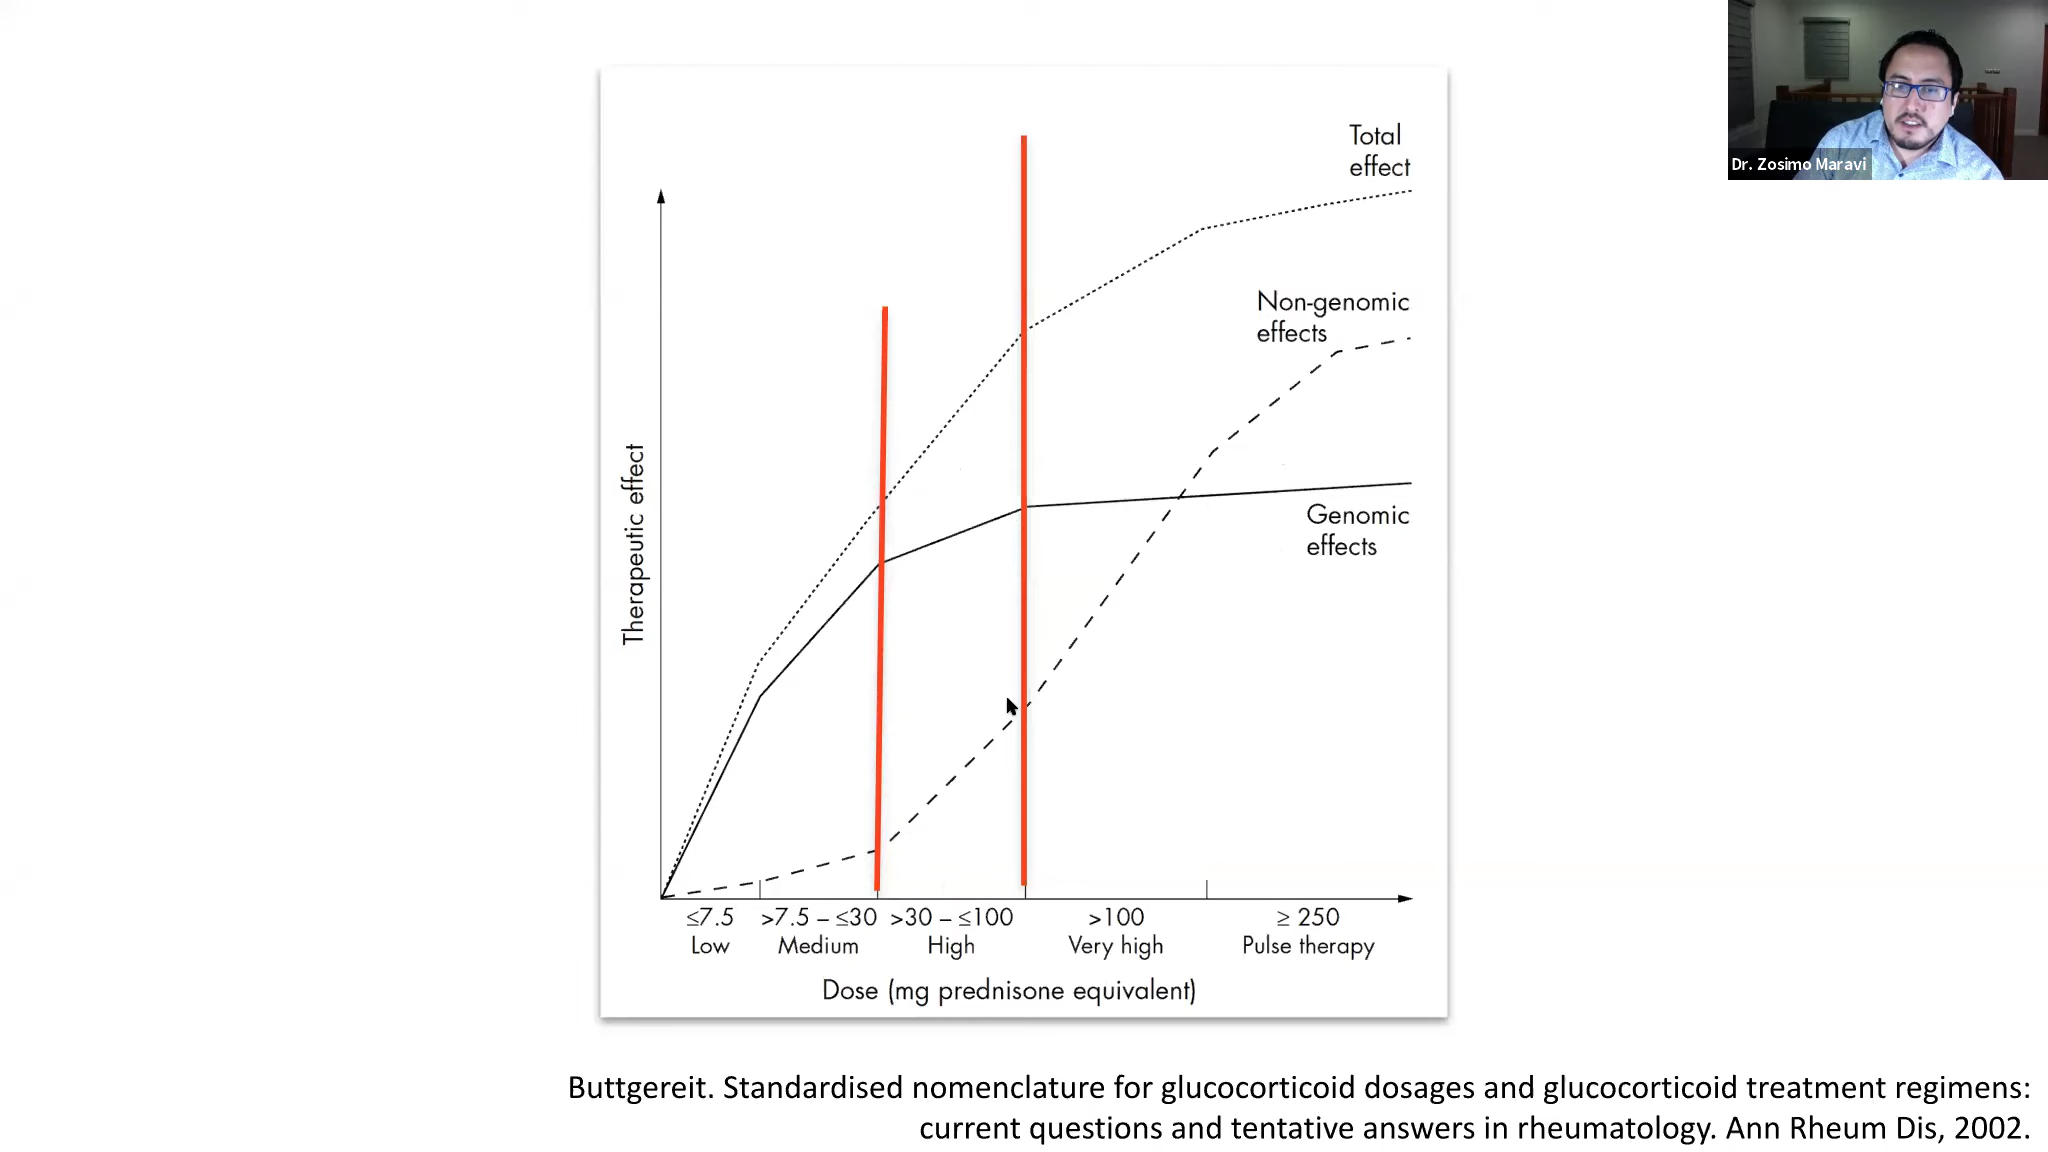 Dr. Zosimo Maravi
Total
effect
Non-genomic
effects
Genomic
effects
Therapeutic effect
≤7.5 >7.5 – ≤30 >30 – ≤100 >100 ≥ 250
Low Medium High Very high Pulse therapy
Dose (mg prednisone equivalent)
Buttgereit. Standardised nomenclature for glucocorticoid dosages and glucocorticoid treatment regimens:
current questions and tentative answers in rheumatology. Ann Rheum Dis, 2002.